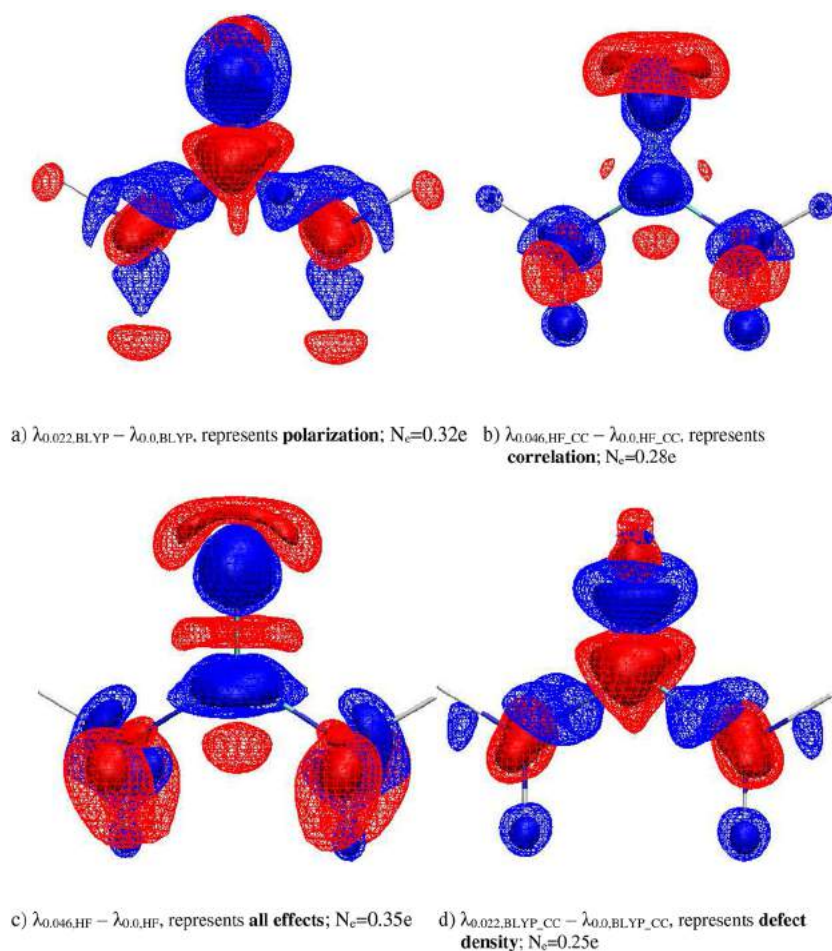 a) λ0.022,BLYP − λ0.0,BLYP, represents polarization; Ne=0.32e
b) λ0.046,HF_CC − λ0.0,HF_CC, represents
correlation; Ne=0.28e
c) λ0.046,HF − λ0.0,HF, represents all effects; Ne=0.35e
d) λ0.022,BLYP_CC − λ0.0,BLYP_CC, represents defect
density; Ne=0.25e